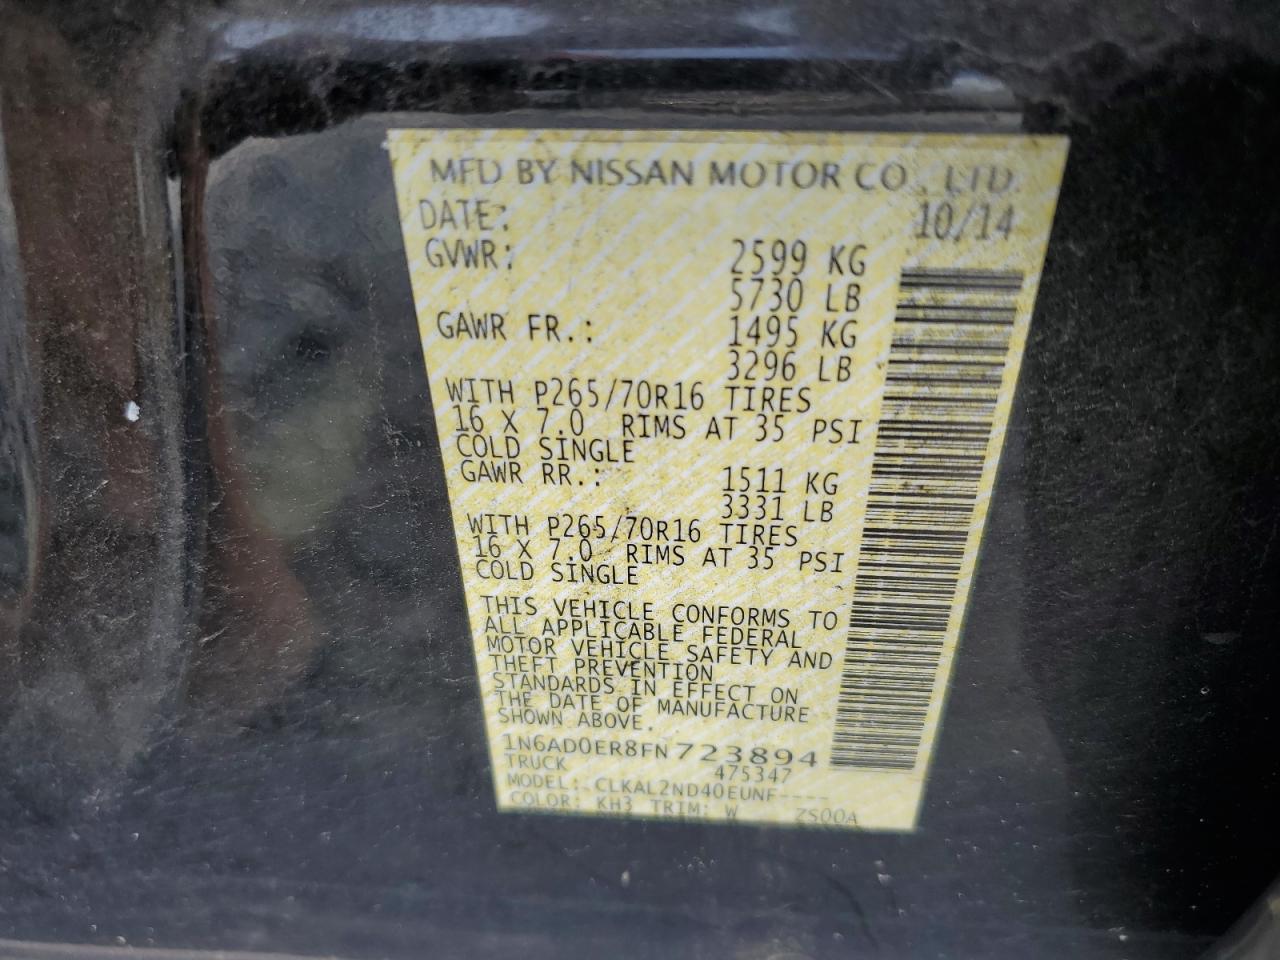 MFD BY NISSAN MOTOR CO., LTD.
DATE: 10/14
GVWR: 2599 KG
5730 LB
GAWR FR.: 1495 KG
3296 LB
WITH P265/70R16 TIRES
16 X 7.0 RIMS AT 35 PSI
COLD SINGLE
GAWR RR.: 1511 KG
3331 LB
WITH P265/70R16 TIRES
16 X 7.0 RIMS AT 35 PSI
COLD SINGLE
THIS VEHICLE CONFORMS TO
ALL APPLICABLE FEDERAL
MOTOR VEHICLE SAFETY AND
THEFT PREVENTION
STANDARDS IN EFFECT ON
THE DATE OF MANUFACTURE
SHOWN ABOVE.
1N6AD0ER8FN723894
TRUCK 475347
MODEL: CLKAL2ND40EUNF----
COLOR: KH3 TRIM: W ZS00A